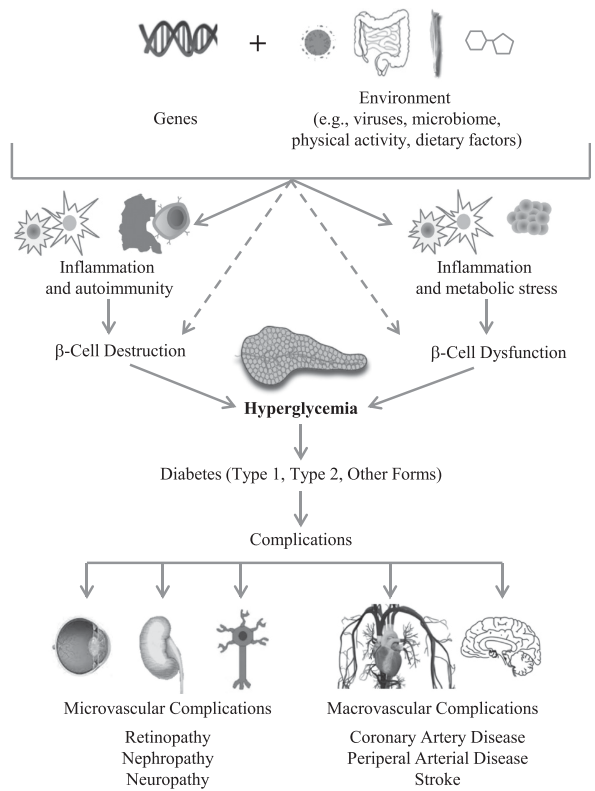 +
Genes
Environment
(e.g., viruses, microbiome,
physical activity, dietary factors)
Inflammation
and autoimmunity
Inflammation
and metabolic stress
β-Cell Destruction
β-Cell Dysfunction
Hyperglycemia
Diabetes (Type 1, Type 2, Other Forms)
Complications
Microvascular Complications
Retinopathy
Nephropathy
Neuropathy
Macrovascular Complications
Coronary Artery Disease
Periperal Arterial Disease
Stroke